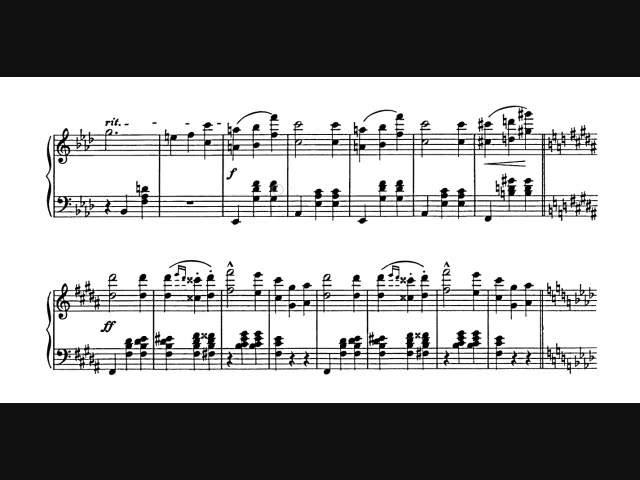 rit. - - - -
f
ff